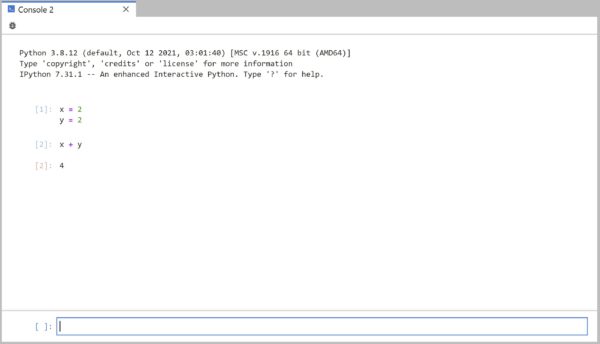 Console 2
Python 3.8.12 (default, Oct 12 2021, 03:01:40) [MSC v.1916 64 bit (AMD64)]
Type 'copyright', 'credits' or 'license' for more information
IPython 7.31.1 -- An enhanced Interactive Python. Type '?' for help.
[1]: x = 2
y = 2
[2]: x + y
[2]: 4
[ ]: